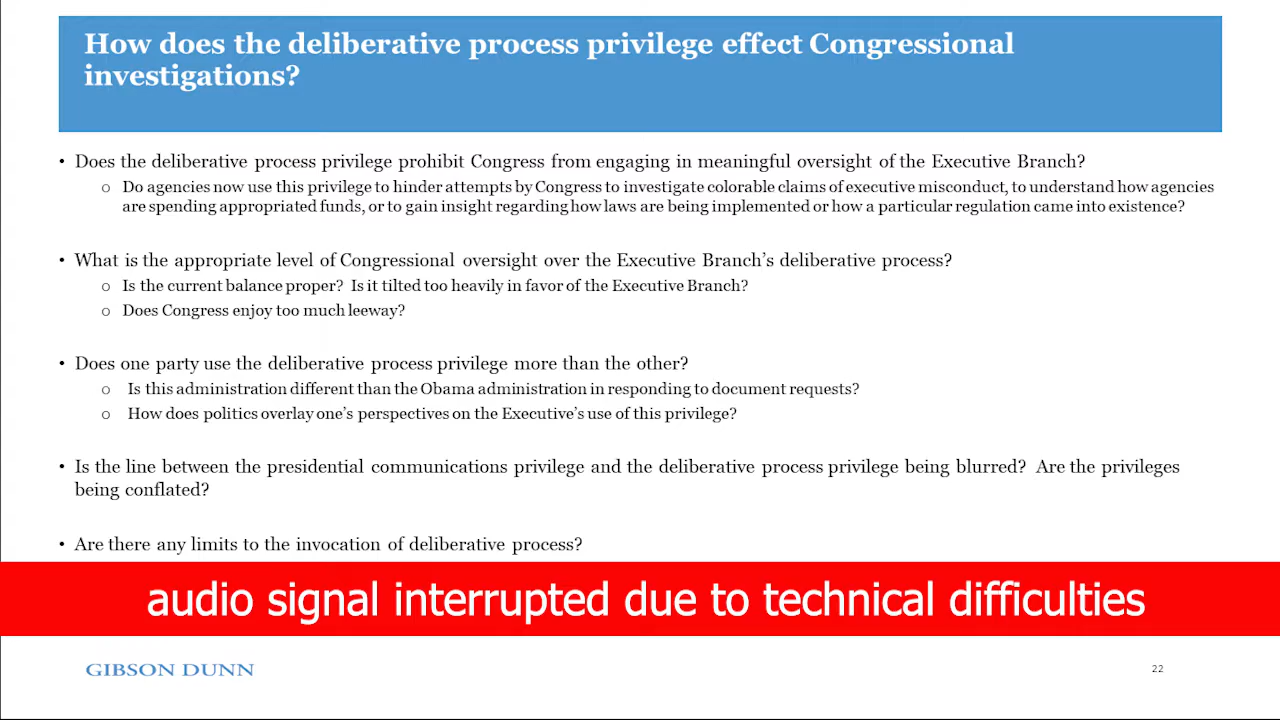 How does the deliberative process privilege effect Congressional
investigations?
• Does the deliberative process privilege prohibit Congress from engaging in meaningful oversight of the Executive Branch?
o Do agencies now use this privilege to hinder attempts by Congress to investigate colorable claims of executive misconduct, to understand how agencies
are spending appropriated funds, or to gain insight regarding how laws are being implemented or how a particular regulation came into existence?
• What is the appropriate level of Congressional oversight over the Executive Branch's deliberative process?
o Is the current balance proper? Is it tilted too heavily in favor of the Executive Branch?
o Does Congress enjoy too much leeway?
• Does one party use the deliberative process privilege more than the other?
o Is this administration different than the Obama administration in responding to document requests?
o How does politics overlay one's perspectives on the Executive's use of this privilege?
• Is the line between the presidential communications privilege and the deliberative process privilege being blurred? Are the privileges
being conflated?
• Are there any limits to the invocation of deliberative process?
audio signal interrupted due to technical difficulties
GIBSON DUNN
22